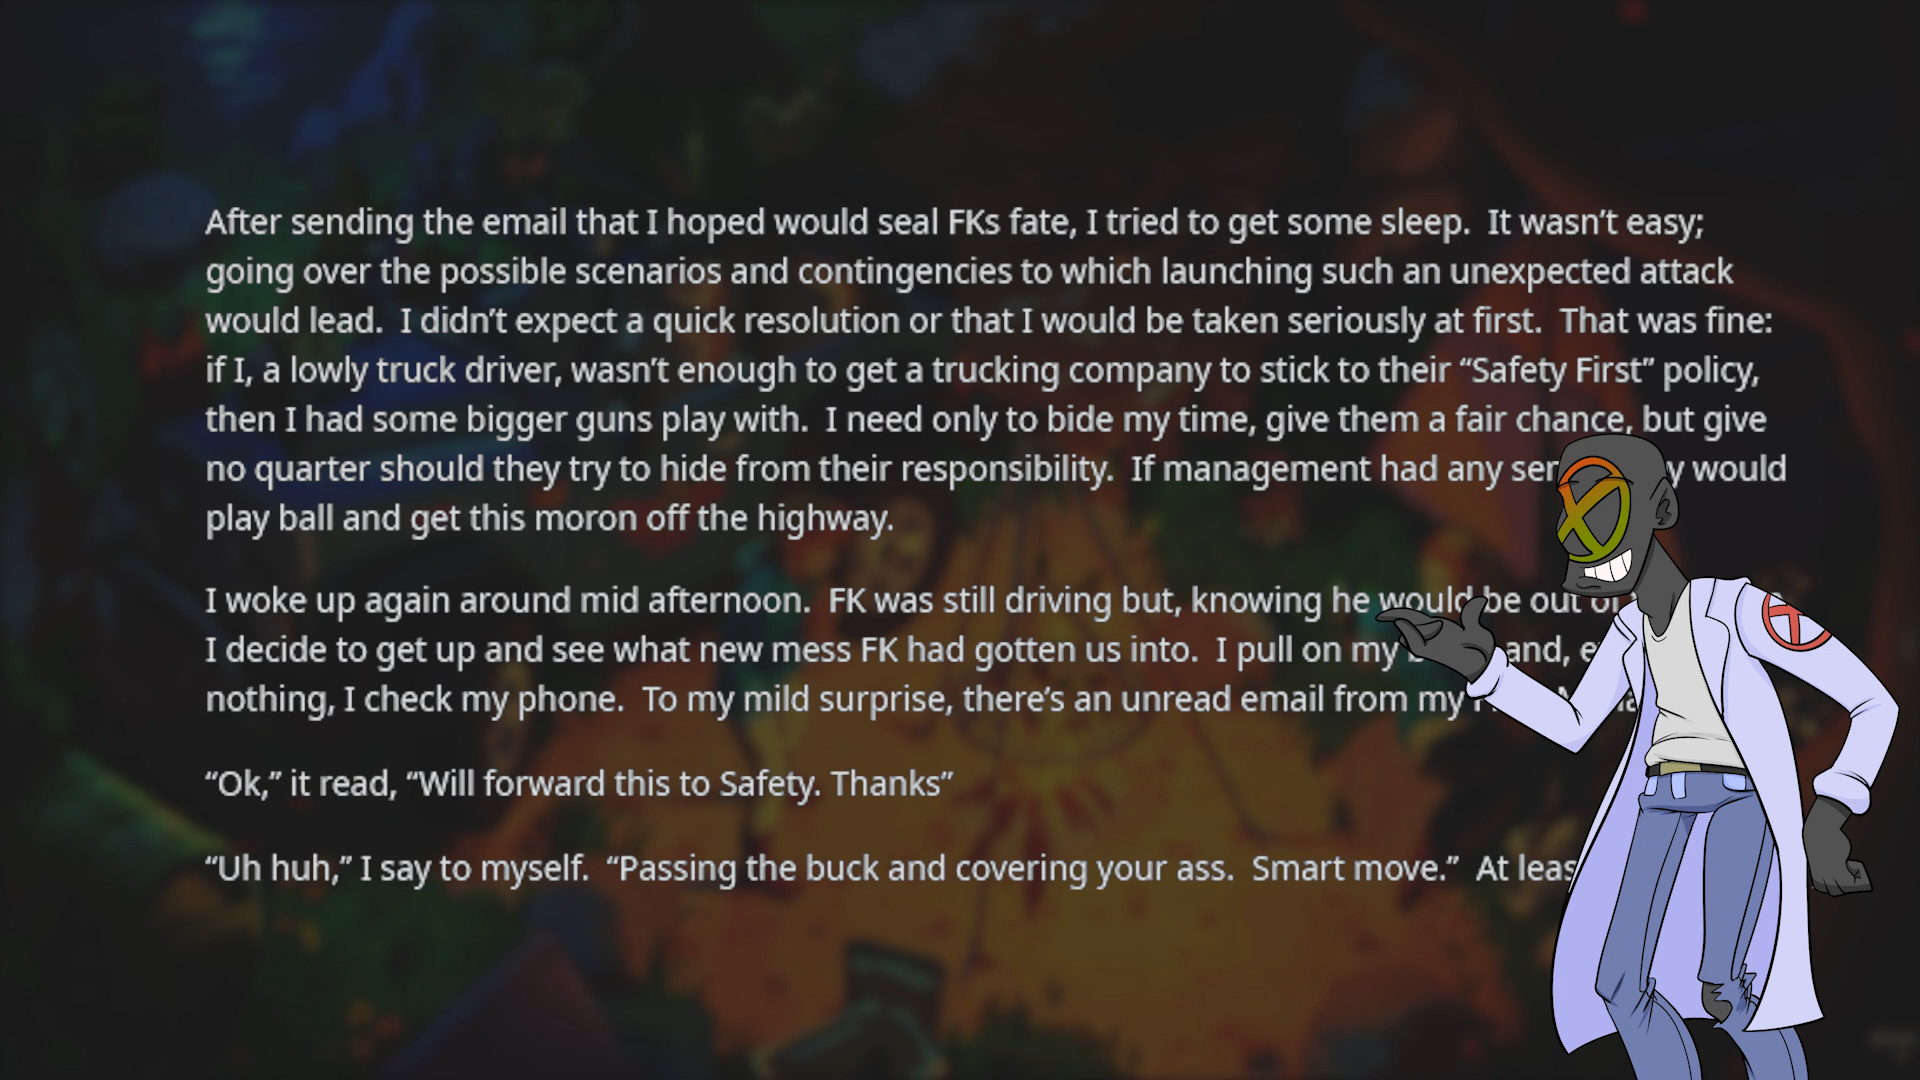 After sending the email that I hoped would seal FKs fate, I tried to get some sleep.  It wasn’t easy;
going over the possible scenarios and contingencies to which launching such an unexpected attack
would lead.  I didn’t expect a quick resolution or that I would be taken seriously at first.  That was fine:
if I, a lowly truck driver, wasn’t enough to get a trucking company to stick to their “Safety First” policy,
then I had some bigger guns play with.  I need only to bide my time, give them a fair chance, but give
no quarter should they try to hide from their responsibility.  If management had any would
play ball and get this moron off the highway.
I woke up again around mid afternoon.  FK was still driving but, knowing he would be out
I decide to get up and see what new mess FK had gotten us into.  I pull on my and,
nothing, I check my phone.  To my mild surprise, there’s an unread email from my
“Ok,” it read, “Will forward this to Safety. Thanks”
“Uh huh,” I say to myself.  “Passing the buck and covering your ass.  Smart move.”  At